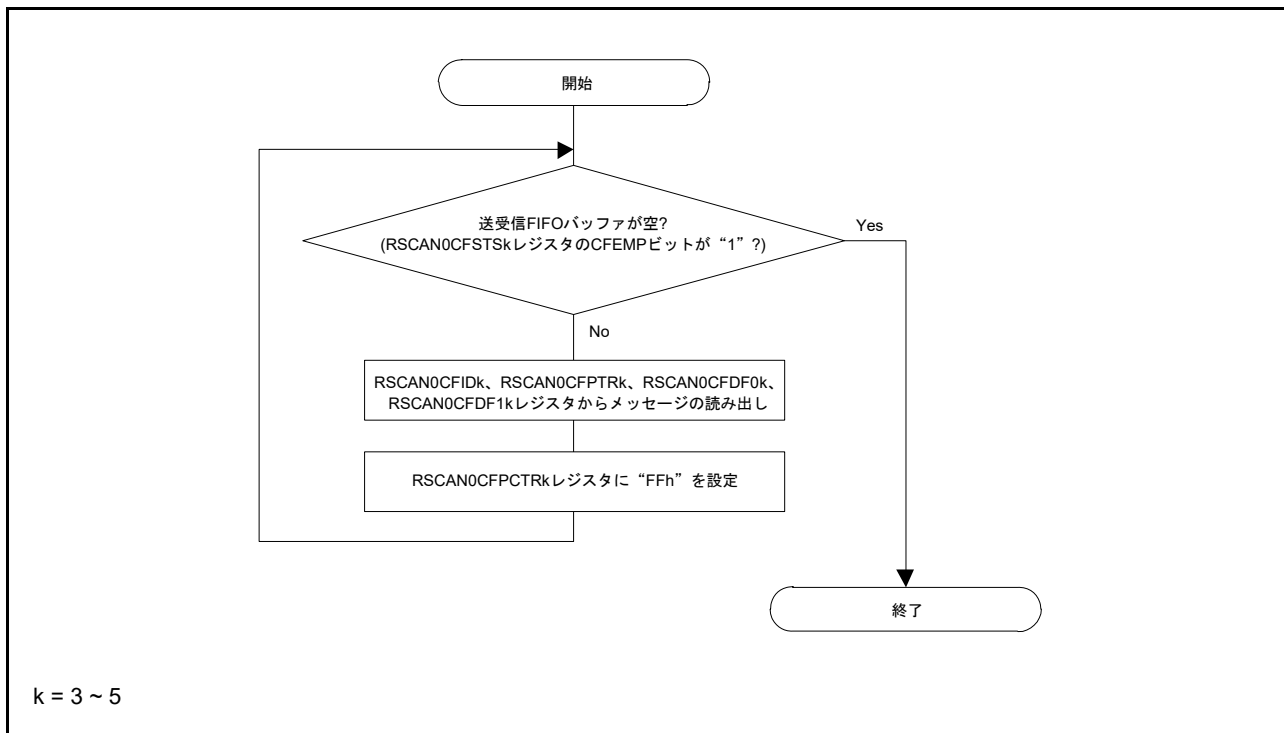 開始
送受信FIFOバッファが空?
(RSCAN0CFSTSkレジスタのCFEMPビットが“1”?)
Yes
No
RSCAN0CFIDk、RSCAN0CFPTRk、RSCAN0CFDF0k、
RSCAN0CFDF1kレジスタからメッセージの読み出し
RSCAN0CFPCTRkレジスタに“FFh”を設定
終了
k = 3 ~ 5